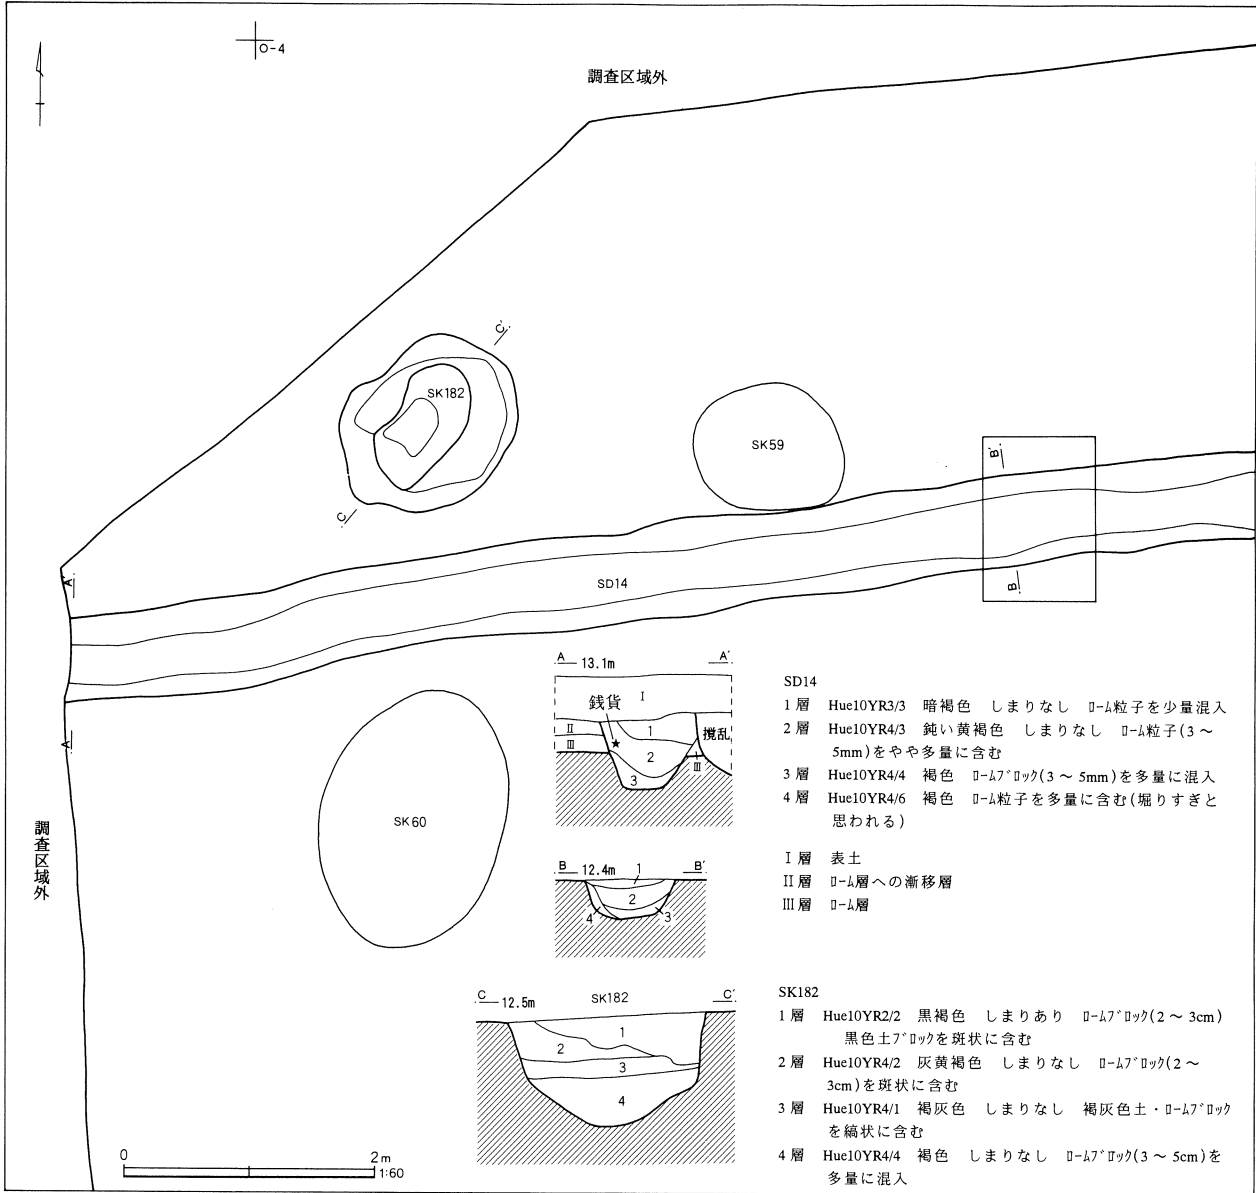 O-4
調査区域外
C'
SK182
SK59
C
B'
A'
SD14
B
A
SK60
調査区域外
A 13.1m A'
銭貨
I
II
III
1
2
3
撹乱
III
B 12.4m B'
1
2
4
3
C 12.5m SK182 C'
1
2
3
4
0 2m
1:60
SD14
1層 Hue10YR3/3 暗褐色 しまりなし ﾛｰﾑ粒子を少量混入
2層 Hue10YR4/3 鈍い黄褐色 しまりなし ﾛｰﾑ粒子(3～
5mm)をやや多量に含む
3層 Hue10YR4/4 褐色 ﾛｰﾑﾌﾞﾛｯｸ(3～5mm)を多量に混入
4層 Hue10YR4/6 褐色 ﾛｰﾑ粒子を多量に含む(堀りすぎと
思われる)
I層 表土
II層 ﾛｰﾑ層への漸移層
III層 ﾛｰﾑ層
SK182
1層 Hue10YR2/2 黒褐色 しまりあり ﾛｰﾑﾌﾞﾛｯｸ(2～3cm)
黒色土ﾌﾞﾛｯｸを斑状に含む
2層 Hue10YR4/2 灰黄褐色 しまりなし ﾛｰﾑﾌﾞﾛｯｸ(2～
3cm)を斑状に含む
3層 Hue10YR4/1 褐灰色 しまりなし 褐灰色土・ﾛｰﾑﾌﾞﾛｯｸ
を縞状に含む
4層 Hue10YR4/4 褐色 しまりなし ﾛｰﾑﾌﾞﾛｯｸ(3～5cm)を
多量に混入